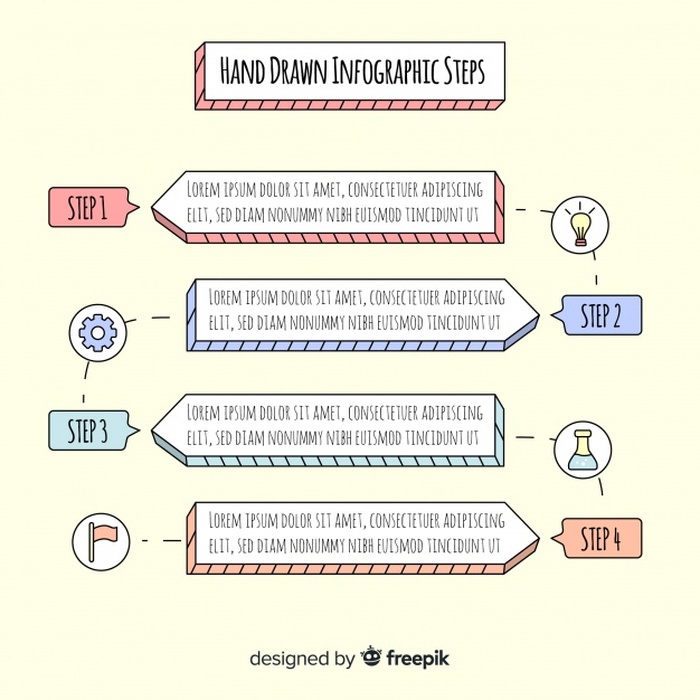 Hand Drawn Infographic Steps
STEP 1
Lorem ipsum dolor sit amet, consectetuer adipiscing
elit, sed diam nonummy nibh euismod tincidunt ut
Lorem ipsum dolor sit amet, consectetuer adipiscing
elit, sed diam nonummy nibh euismod tincidunt ut
STEP 2
STEP 3
Lorem ipsum dolor sit amet, consectetuer adipiscing
elit, sed diam nonummy nibh euismod tincidunt ut
Lorem ipsum dolor sit amet, consectetuer adipiscing
elit, sed diam nonummy nibh euismod tincidunt ut
STEP 4
designed by freepik